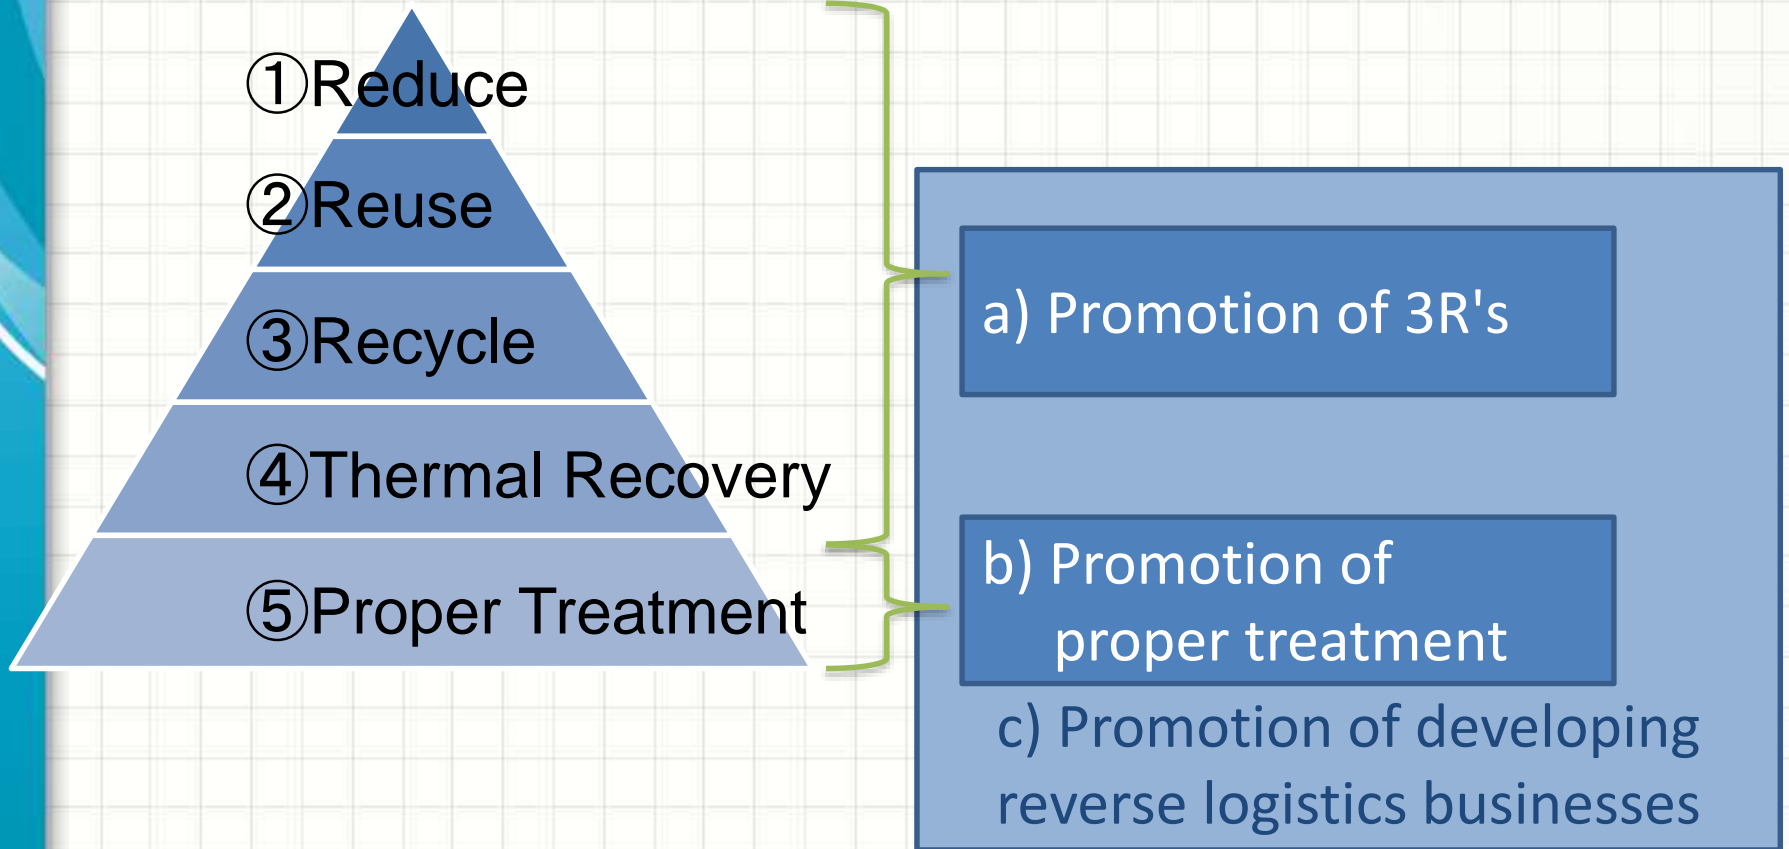 ①Reduce
②Reuse
③Recycle
④Thermal Recovery
⑤Proper Treatment
a) Promotion of 3R's
b) Promotion of
proper treatment
c) Promotion of developing
reverse logistics businesses